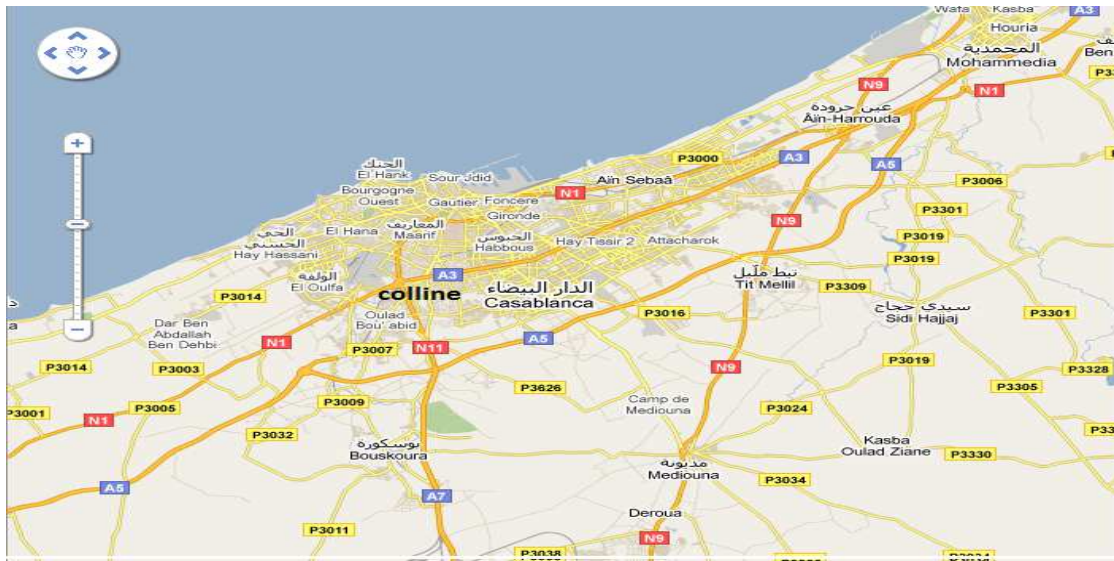 Wafa
Kasba
Houria
المحمدية
Mohammedia
A3
Ben
P33
N9
N1
عين حرودة
Âïn-Harrouda
A5
P3000
A3
P3006
الحنك
El Hank
Sour Jdid
Aïn Sebaâ
N1
Bourgogne
Ouest
Gautier
Foncere
Gironde
P3301
N9
المعاريف
Maarif
El Hana
الحي
الحسني
Hay Hassani
الحبوس
Habbous
Hay Tisair 2
Attacharok
P3019
P3019
الولفة
El Oulfa
A3
colline
الدار البيضاء
Casablanca
تيط مليل
Tit Mellil
P3309
P3014
سيدي حجاج
Sidi Hajjaj
P3301
Dar Ben
Abdallah
Ben Dehbi
Oulad
Bou' abid
P3016
N1
P3007
N11
A5
P3014
P3003
P3019
N9
P3328
P3626
P3305
P3001
P3005
N1
P3009
Camp de
Mediouna
P3024
P3032
بوسكورة
Bouskoura
Kasba
Oulad Ziane
P3330
مديونة
Mediouna
A5
A7
P3034
Deroua
P3011
N9
P3038